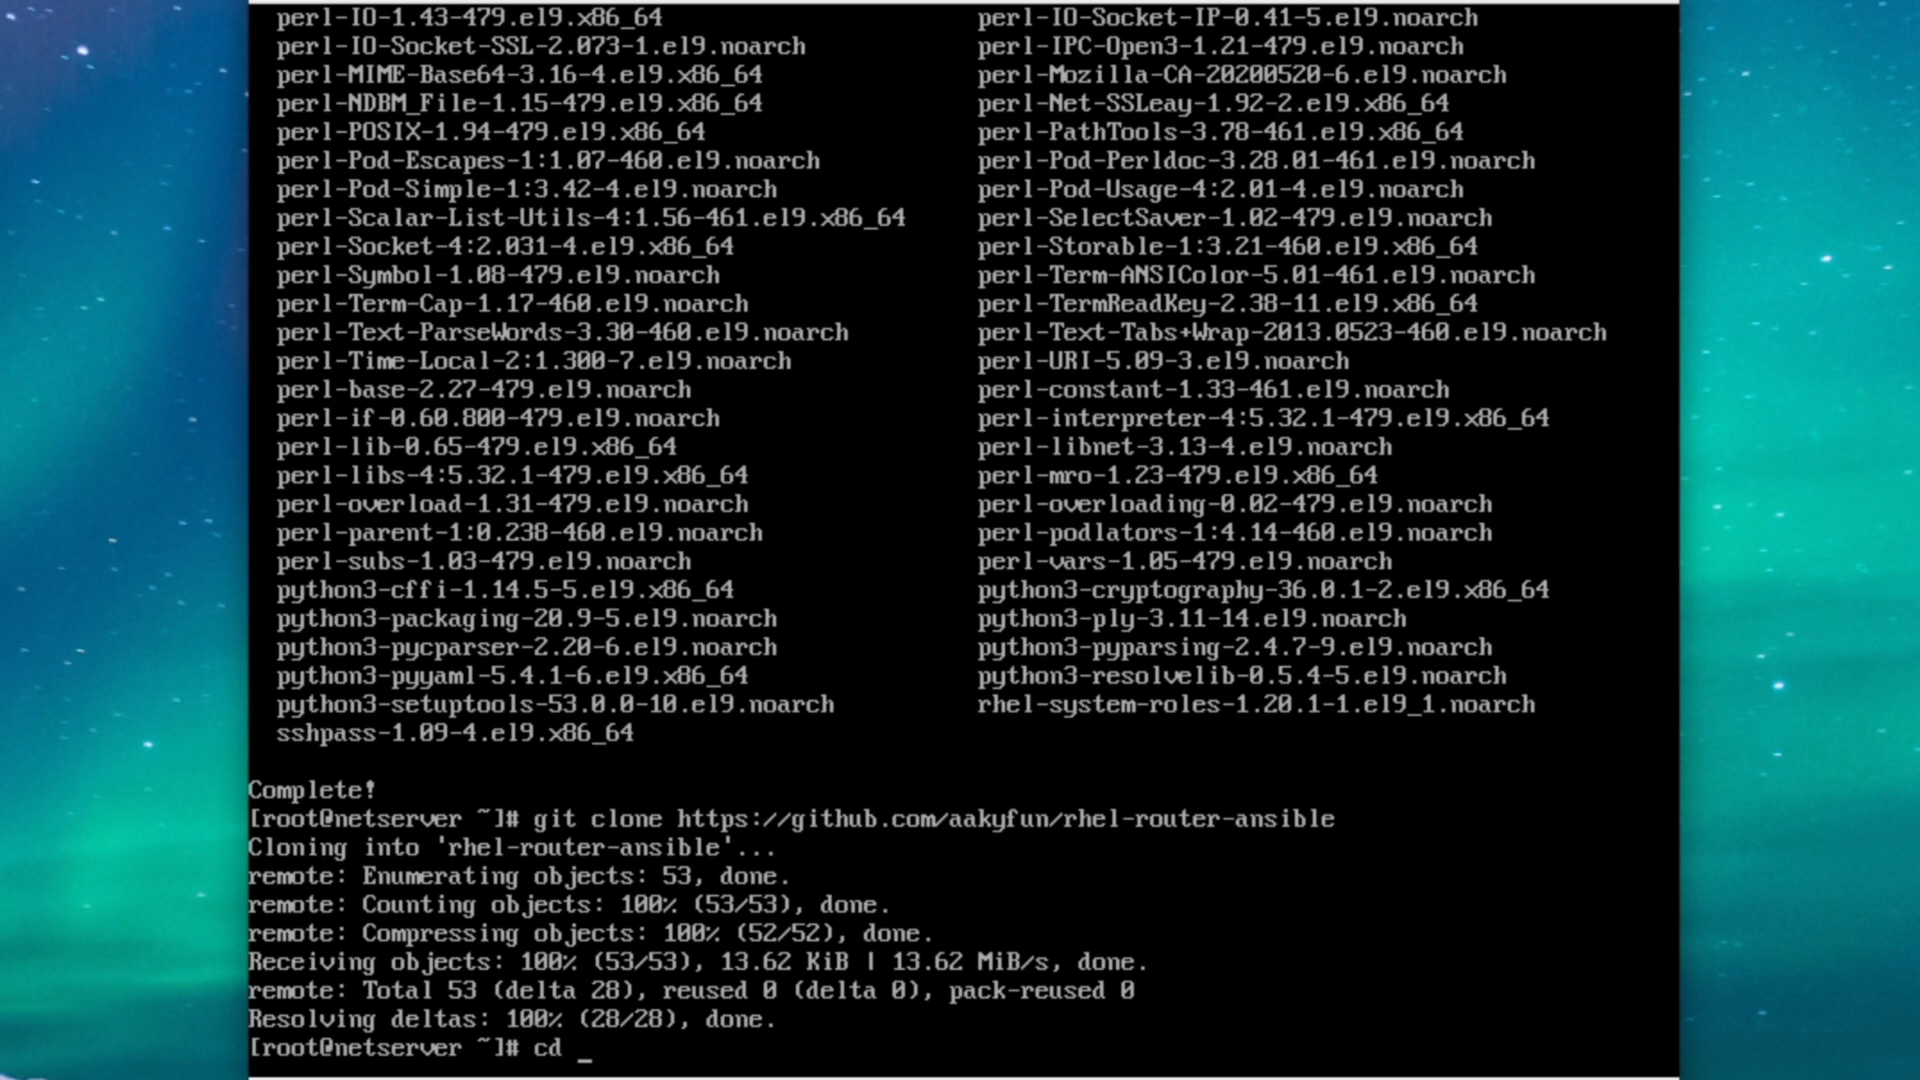 perl-IO-1.43-479.el9.x86_64 perl-IO-Socket-IP-0.41-5.el9.noarch
perl-IO-Socket-SSL-2.073-1.el9.noarch perl-IPC-Open3-1.21-479.el9.noarch
perl-MIME-Base64-3.16-4.el9.x86_64 perl-Mozilla-CA-20200520-6.el9.noarch
perl-NDBM_File-1.15-479.el9.x86_64 perl-Net-SSLeay-1.92-2.el9.x86_64
perl-POSIX-1.94-479.el9.x86_64 perl-PathTools-3.78-461.el9.x86_64
perl-Pod-Escapes-1:1.07-460.el9.noarch perl-Pod-Perldoc-3.28.01-461.el9.noarch
perl-Pod-Simple-1:3.42-4.el9.noarch perl-Pod-Usage-4:2.01-4.el9.noarch
perl-Scalar-List-Utils-4:1.56-461.el9.x86_64 perl-SelectSaver-1.02-479.el9.noarch
perl-Socket-4:2.031-4.el9.x86_64 perl-Storable-1:3.21-460.el9.x86_64
perl-Symbol-1.08-479.el9.noarch perl-Term-ANSIColor-5.01-461.el9.noarch
perl-Term-Cap-1.17-460.el9.noarch perl-TermReadKey-2.38-11.el9.x86_64
perl-Text-ParseWords-3.30-460.el9.noarch perl-Text-Tabs+Wrap-2013.0523-460.el9.noarch
perl-Time-Local-2:1.300-7.el9.noarch perl-URI-5.09-3.el9.noarch
perl-base-2.27-479.el9.noarch perl-constant-1.33-461.el9.noarch
perl-if-0.60.800-479.el9.noarch perl-interpreter-4:5.32.1-479.el9.x86_64
perl-lib-0.65-479.el9.x86_64 perl-libnet-3.13-4.el9.noarch
perl-libs-4:5.32.1-479.el9.x86_64 perl-mro-1.23-479.el9.x86_64
perl-overload-1.31-479.el9.noarch perl-overloading-0.02-479.el9.noarch
perl-parent-1:0.238-460.el9.noarch perl-podlators-1:4.14-460.el9.noarch
perl-subs-1.03-479.el9.noarch perl-vars-1.05-479.el9.noarch
python3-cffi-1.14.5-5.el9.x86_64 python3-cryptography-36.0.1-2.el9.x86_64
python3-packaging-20.9-5.el9.noarch python3-ply-3.11-14.el9.noarch
python3-pycparser-2.20-6.el9.noarch python3-pyparsing-2.4.7-9.el9.noarch
python3-pyyaml-5.4.1-6.el9.x86_64 python3-resolvelib-0.5.4-5.el9.noarch
python3-setuptools-53.0.0-10.el9.noarch rhel-system-roles-1.20.1-1.el9_1.noarch
sshpass-1.09-4.el9.x86_64
Complete!
[root@netserver ~]# git clone https://github.com/aakyfun/rhel-router-ansible
Cloning into 'rhel-router-ansible'...
remote: Enumerating objects: 53, done.
remote: Counting objects: 100% (53/53), done.
remote: Compressing objects: 100% (52/52), done.
Receiving objects: 100% (53/53), 13.62 KiB | 13.62 MiB/s, done.
remote: Total 53 (delta 28), reused 0 (delta 0), pack-reused 0
Resolving deltas: 100% (28/28), done.
[root@netserver ~]# cd _